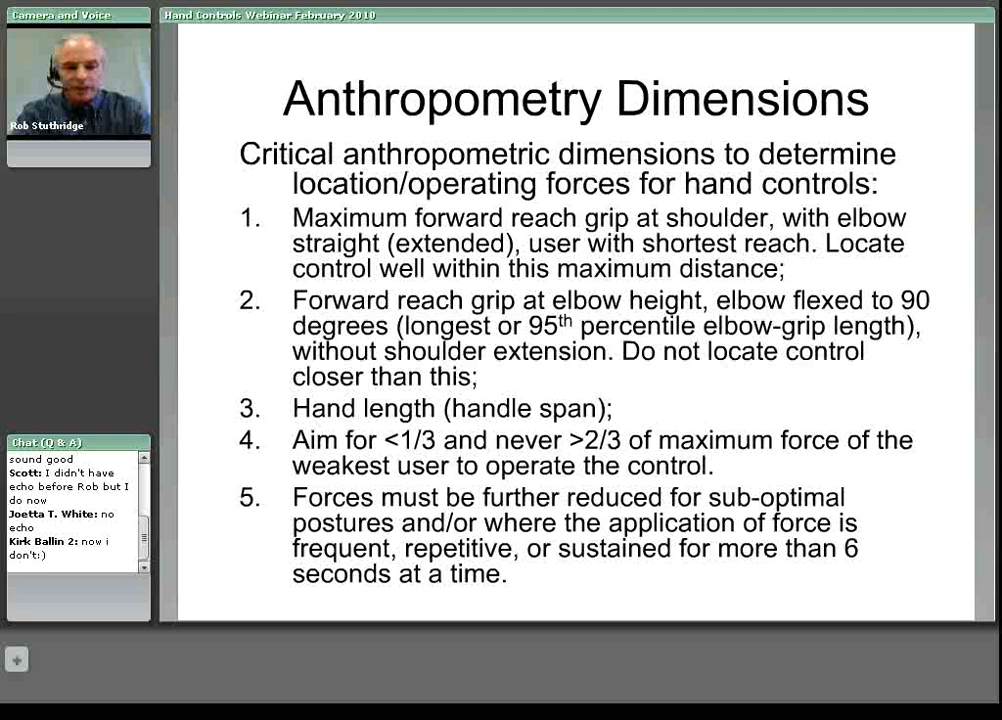 Camera and Voice
Rob Stuthridge
Chat (Q & A)
sound good
Scott: I didn't have
echo before Rob but I
do now
Joetta T. White: no
echo
Kirk Ballin 2: now i
don't:)
Hand Controls Webinar February 2010
Anthropometry Dimensions
Critical anthropometric dimensions to determine
location/operating forces for hand controls:
1. Maximum forward reach grip at shoulder, with elbow
straight (extended), user with shortest reach. Locate
control well within this maximum distance;
2. Forward reach grip at elbow height, elbow flexed to 90
degrees (longest or 95th percentile elbow-grip length),
without shoulder extension. Do not locate control
closer than this;
3. Hand length (handle span);
4. Aim for <1/3 and never >2/3 of maximum force of the
weakest user to operate the control.
5. Forces must be further reduced for sub-optimal
postures and/or where the application of force is
frequent, repetitive, or sustained for more than 6
seconds at a time.